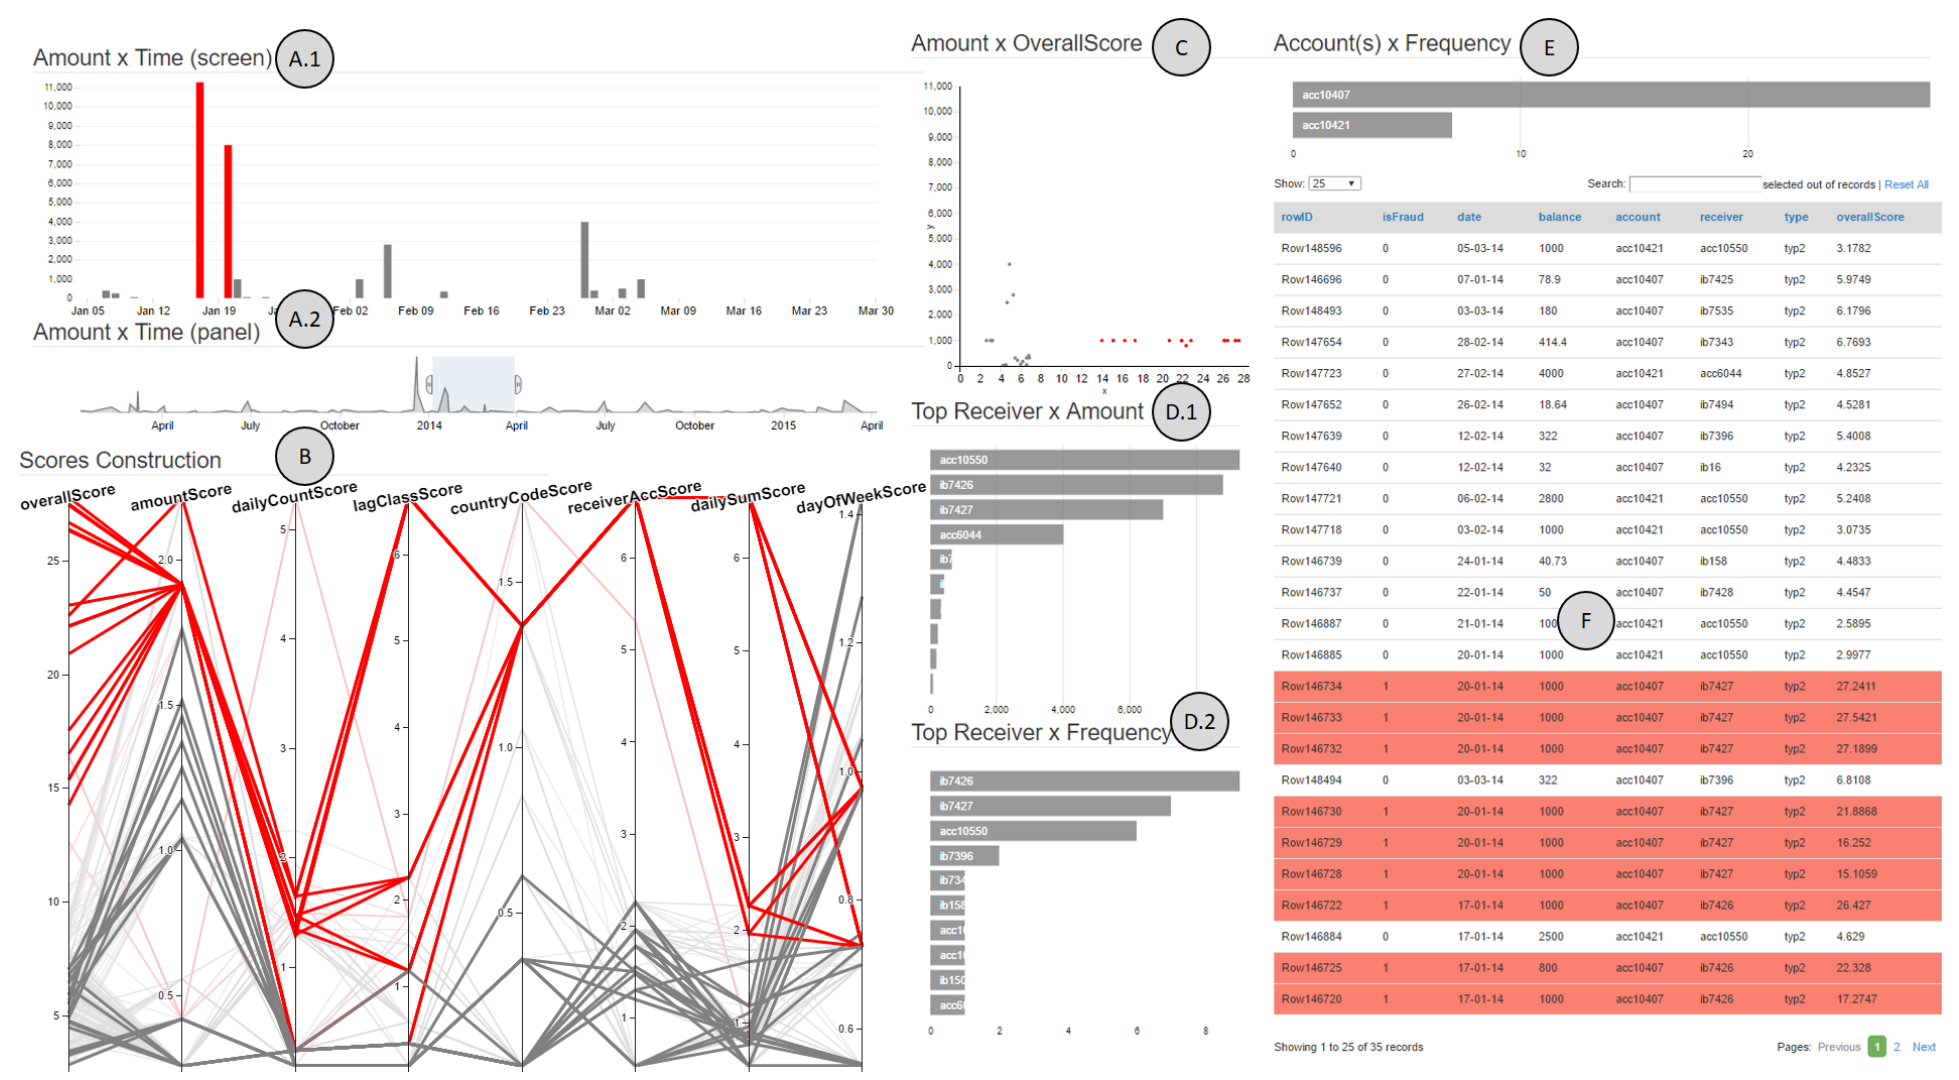 Amount x Time (screen)
A.1
11,000
10,000
9,000
8,000
7,000
6,000
5,000
4,000
3,000
2,000
1,000
0
Jan 05 Jan 12 Jan 19 Feb 02 Feb 09 Feb 16 Feb 23 Mar 02 Mar 09 Mar 16 Mar 23 Mar 30
A.2
Amount x Time (panel)
April July October 2014 April July October 2015 April
Scores Construction
B
overallScore amountScore dailyCountScore lagClassScore countryCodeScore receiverAccScore dailySumScore dayOfWeekScore
25
20
15
10
5
2.0
1.5
1.0
0.5
5
4
3
2
1
6
5
4
3
2
1
1.5
1.0
0.5
6
5
4
3
2
1
6
5
4
3
2
1
1.4
1.2
1.0
0.8
0.6
Amount x OverallScore
C
11,000
10,000
9,000
8,000
7,000
6,000
y
5,000
4,000
3,000
2,000
1,000
0
0 2 4 6 8 10 12 14 16 18 20 22 24 26 28
x
Top Receiver x Amount
D.1
acc10550
ib7426
ib7427
acc6044
ib7
0 2,000 4,000 6,000
Top Receiver x Frequency
D.2
ib7426
ib7427
acc10550
ib7396
ib734
ib158
acc1
acc1
ib150
acc6
0 2 4 6 8
Account(s) x Frequency
E
acc10407
acc10421
0 10 20
Show: 25 Search: selected out of records | Reset All
rowID isFraud date balance account receiver type overallScore
Row148596 0 05-03-14 1000 acc10421 acc10550 typ2 3.1782
Row146696 0 07-01-14 78.9 acc10407 ib7425 typ2 5.9749
Row148493 0 03-03-14 180 acc10407 ib7535 typ2 6.1796
Row147654 0 28-02-14 414.4 acc10407 ib7343 typ2 6.7693
Row147723 0 27-02-14 4000 acc10421 acc6044 typ2 4.8527
Row147652 0 26-02-14 18.64 acc10407 ib7494 typ2 4.5281
Row147639 0 12-02-14 322 acc10407 ib7396 typ2 5.4008
Row147640 0 12-02-14 32 acc10407 ib16 typ2 4.2325
Row147721 0 06-02-14 2800 acc10421 acc10550 typ2 5.2408
Row147718 0 03-02-14 1000 acc10421 acc10550 typ2 3.0735
Row146739 0 24-01-14 40.73 acc10407 ib158 typ2 4.4833
Row146737 0 22-01-14 50 acc10407 ib7428 typ2 4.4547
F
Row146887 0 21-01-14 100 acc10421 acc10550 typ2 2.5895
Row146885 0 20-01-14 1000 acc10421 acc10550 typ2 2.9977
Row146734 1 20-01-14 1000 acc10407 ib7427 typ2 27.2411
Row146733 1 20-01-14 1000 acc10407 ib7427 typ2 27.5421
Row146732 1 20-01-14 1000 acc10407 ib7427 typ2 27.1899
Row148494 0 03-03-14 322 acc10407 ib7396 typ2 6.8108
Row146730 1 20-01-14 1000 acc10407 ib7427 typ2 21.8868
Row146729 1 20-01-14 1000 acc10407 ib7427 typ2 16.252
Row146728 1 20-01-14 1000 acc10407 ib7427 typ2 15.1059
Row146722 1 17-01-14 1000 acc10407 ib7426 typ2 26.427
Row146884 0 17-01-14 2500 acc10421 acc10550 typ2 4.629
Row146725 1 17-01-14 800 acc10407 ib7426 typ2 22.328
Row146720 1 17-01-14 1000 acc10407 ib7426 typ2 17.2747
Showing 1 to 25 of 35 records Pages: Previous 1 2 Next